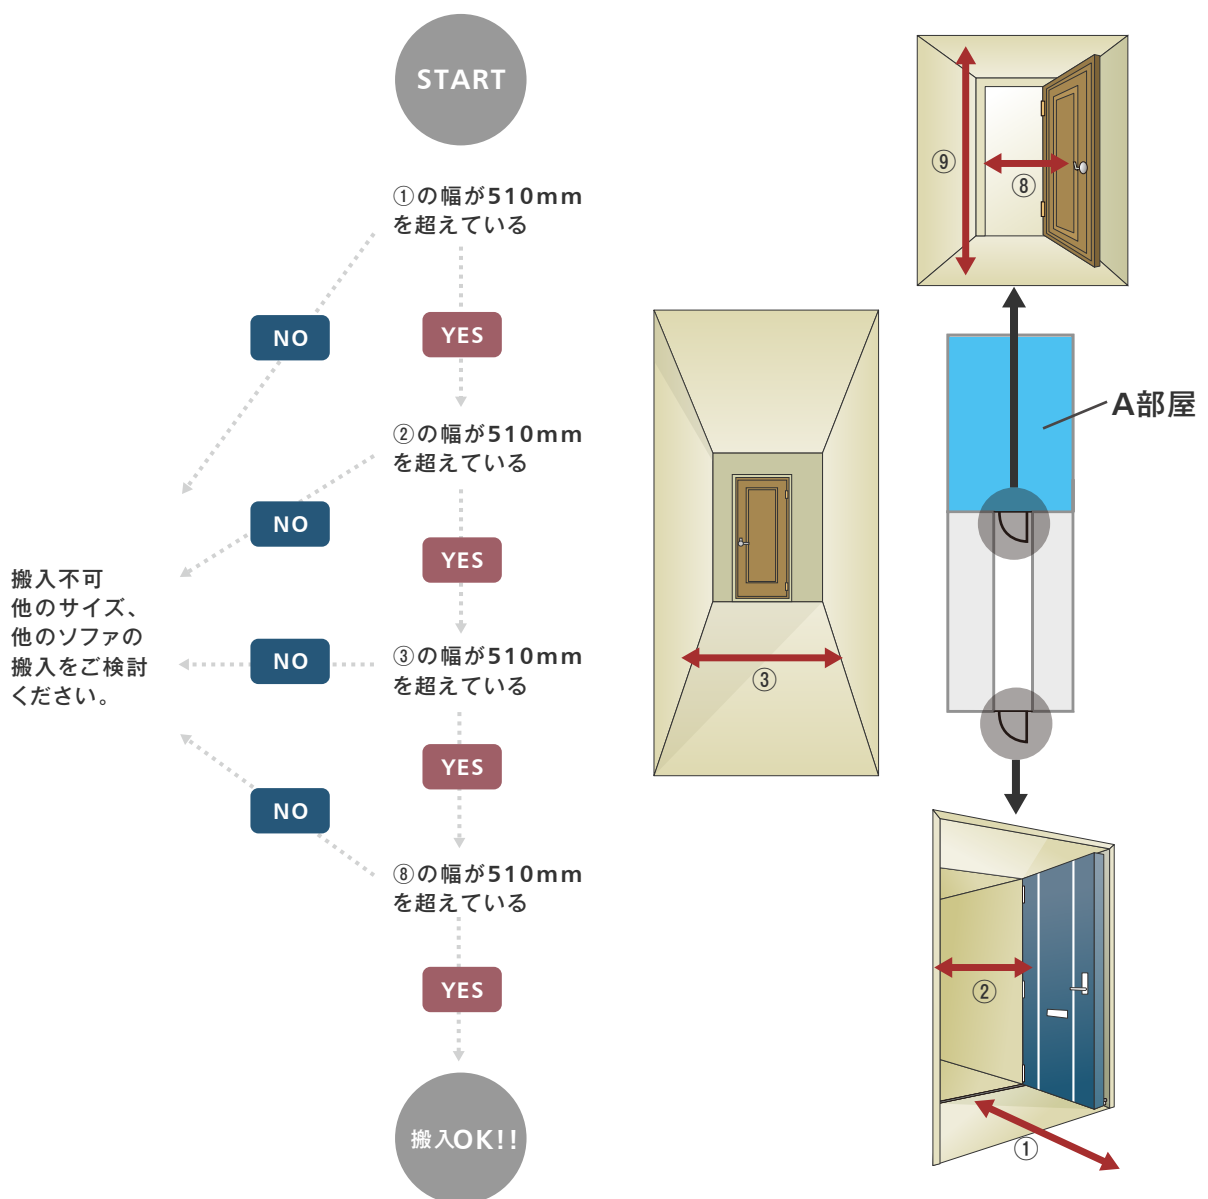 START
①の幅が510mm
を超えている
NO
YES
②の幅が510mm
を超えている
NO
YES
搬入不可
他のサイズ、
他のソファの
搬入をご検討
ください。
③の幅が510mm
を超えている
NO
YES
⑧の幅が510mm
を超えている
NO
YES
搬入OK!!
⑨
⑧
A部屋
③
②
①